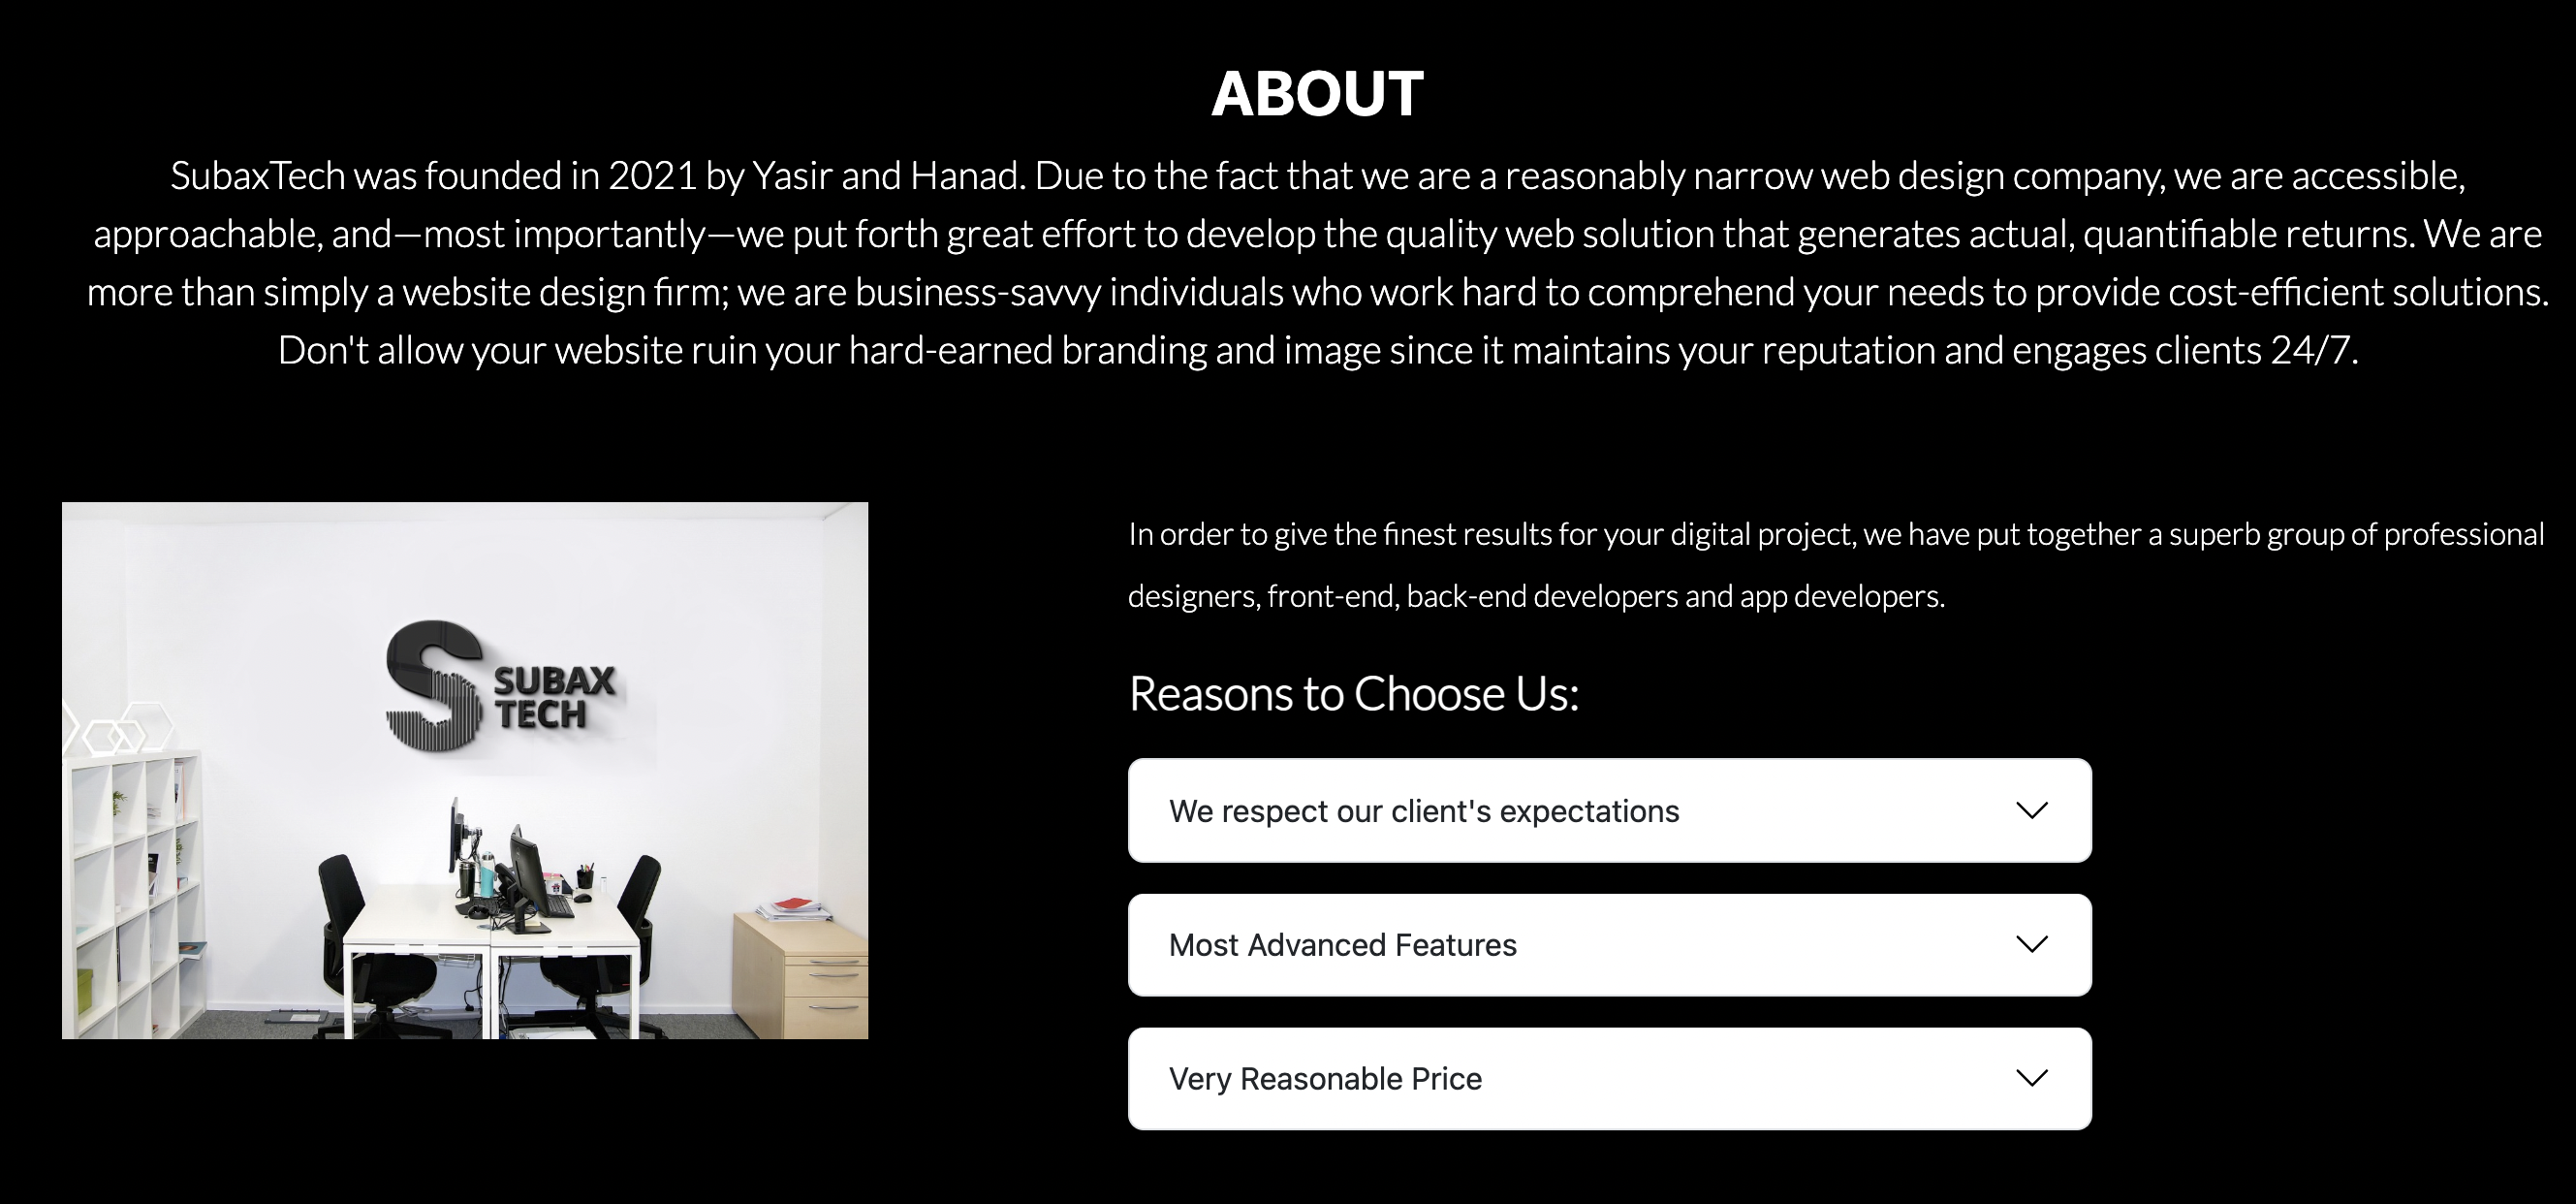 ABOUT
SubaxTech was founded in 2021 by Yasir and Hanad. Due to the fact that we are a reasonably narrow web design company, we are accessible,
approachable, and—most importantly—we put forth great effort to develop the quality web solution that generates actual, quantifiable returns. We are
more than simply a website design firm; we are business-savvy individuals who work hard to comprehend your needs to provide cost-efficient solutions.
Don't allow your website ruin your hard-earned branding and image since it maintains your reputation and engages clients 24/7.
SUBAX
TECH
In order to give the finest results for your digital project, we have put together a superb group of professional
designers, front-end, back-end developers and app developers.
Reasons to Choose Us:
We respect our client's expectations
Most Advanced Features
Very Reasonable Price